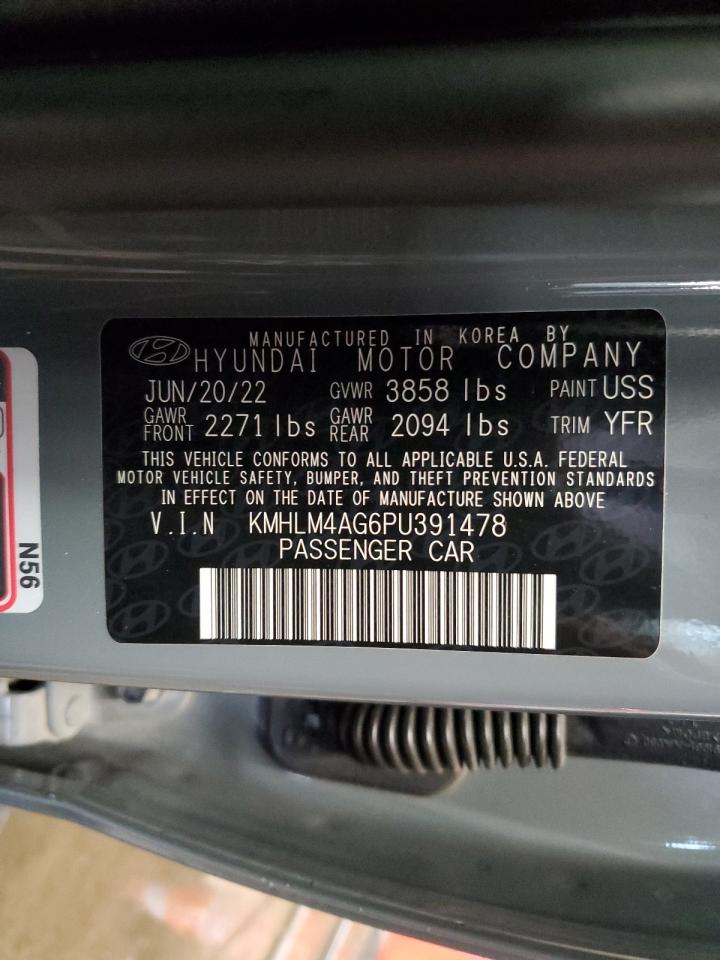 MANUFACTURED IN KOREA BY
HYUNDAI MOTOR COMPANY
JUN/20/22 GVWR 3858 lbs PAINT USS
GAWR FRONT 2271 lbs GAWR REAR 2094 lbs TRIM YFR
THIS VEHICLE CONFORMS TO ALL APPLICABLE U.S.A. FEDERAL
MOTOR VEHICLE SAFETY, BUMPER, AND THEFT PREVENTION STANDARDS
IN EFFECT ON THE DATE OF MANUFACTURE SHOWN ABOVE
V.I.N KMHLM4AG6PU391478
PASSENGER CAR
N56